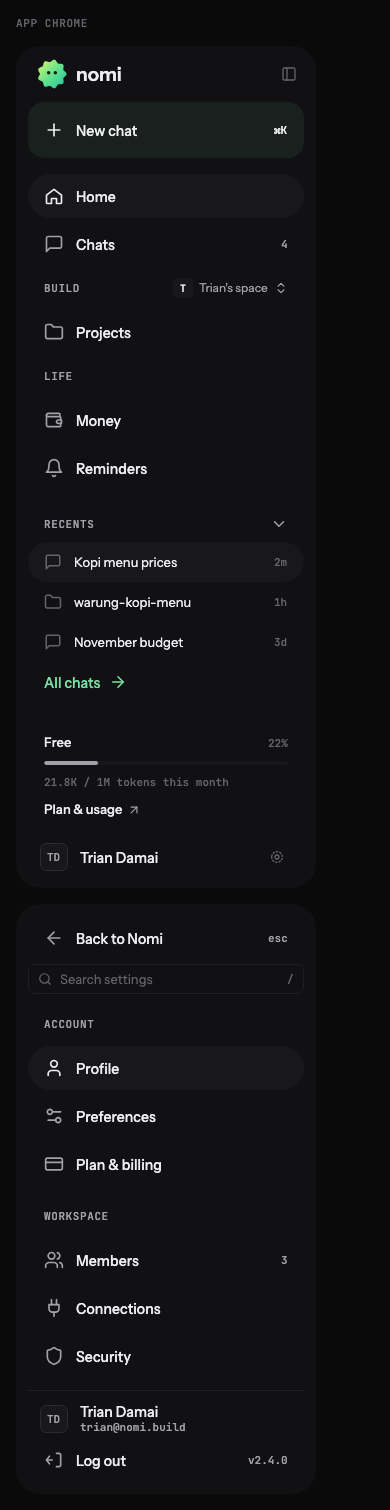 APP CHROME
nomi
New chat ⌘K
Home
Chats 4
BUILD T Trian's space
Projects
LIFE
Money
Reminders
RECENTS
Kopi menu prices 2m
warung-kopi-menu 1h
November budget 3d
All chats →
Free 22%
21.8K / 1M tokens this month
Plan & usage ↗
TD Trian Damai
← Back to Nomi esc
Search settings /
ACCOUNT
Profile
Preferences
Plan & billing
WORKSPACE
Members 3
Connections
Security
TD Trian Damai
trian@nomi.build
Log out v2.4.0